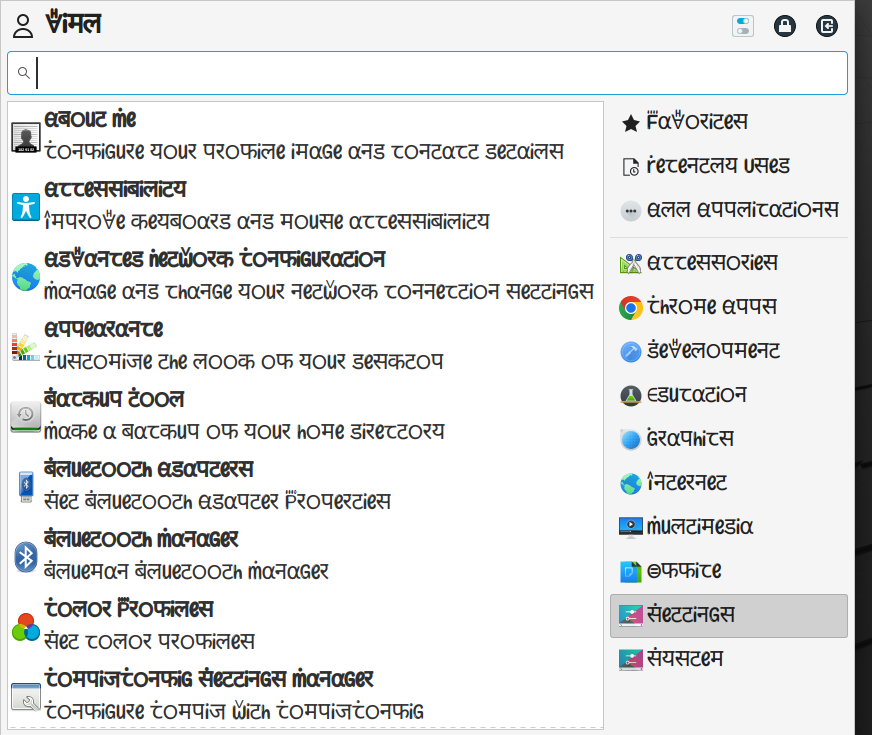 Vimal
About Me
Configure your profile image and contact details
Accessibility
Improve keyboard and mouse accessibility
Advanced Network Configuration
Manage and change your network connection settings
Appearance
Customize the look of your desktop
Backup Tool
Make a backup of your home directory
Bluetooth Adapters
Set Bluetooth Adapter Properties
Bluetooth Manager
Blueman Bluetooth Manager
Color Profiles
Set color profiles
CompizConfig Settings Manager
Configure Compiz with CompizConfig
Favorites
Recently Used
All Applications
Accessories
Chrome Apps
Development
Education
Graphics
Internet
Multimedia
Office
Settings
System